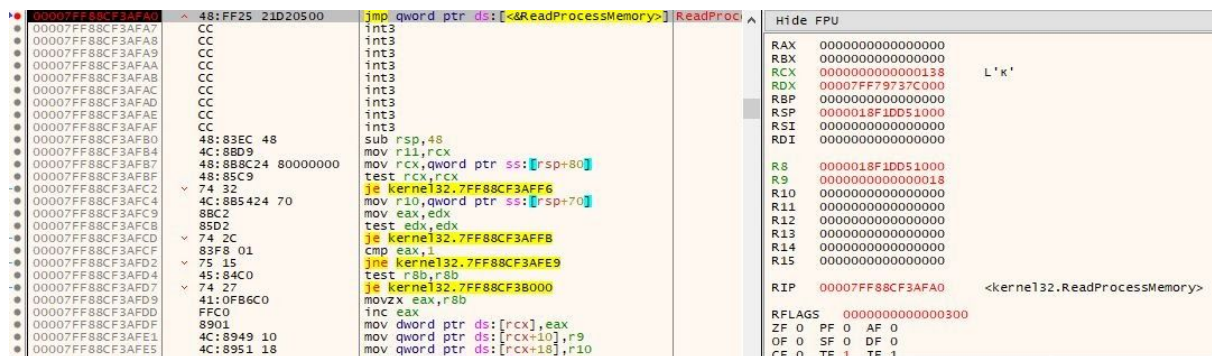 00007FF88CF3AFA0 ^ 48:FF25 21D20500 jmp qword ptr ds:[<&ReadProcessMemory>] ReadProc
00007FF88CF3AFA7 CC int3
00007FF88CF3AFA8 CC int3
00007FF88CF3AFA9 CC int3
00007FF88CF3AFAA CC int3
00007FF88CF3AFAB CC int3
00007FF88CF3AFAC CC int3
00007FF88CF3AFAD CC int3
00007FF88CF3AFAE CC int3
00007FF88CF3AFAF CC int3
00007FF88CF3AFB0 48:83EC 48 sub rsp,48
00007FF88CF3AFB4 4C:8BD9 mov r11,rcx
00007FF88CF3AFB7 48:8B8C24 80000000 mov rcx,qword ptr ss:[rsp+80]
00007FF88CF3AFBF 48:85C9 test rcx,rcx
00007FF88CF3AFC2 74 32 je kernel32.7FF88CF3AFF6
00007FF88CF3AFC4 4C:8B5424 70 mov r10,qword ptr ss:[rsp+70]
00007FF88CF3AFC9 8BC2 mov eax,edx
00007FF88CF3AFCB 85D2 test edx,edx
00007FF88CF3AFCD 74 2C je kernel32.7FF88CF3AFFB
00007FF88CF3AFCF 83F8 01 cmp eax,1
00007FF88CF3AFD2 75 15 jne kernel32.7FF88CF3AFE9
00007FF88CF3AFD4 45:84C0 test r8b,r8b
00007FF88CF3AFD7 74 27 je kernel32.7FF88CF3B000
00007FF88CF3AFD9 41:0FB6C0 movzx eax,r8b
00007FF88CF3AFDD FFC0 inc eax
00007FF88CF3AFDF 8901 mov dword ptr ds:[rcx],eax
00007FF88CF3AFE1 4C:8949 10 mov qword ptr ds:[rcx+10],r9
00007FF88CF3AFE5 4C:8951 18 mov qword ptr ds:[rcx+18],r10
Hide FPU
RAX 0000000000000000
RBX 0000000000000000
RCX 0000000000000138 L'ĸ'
RDX 00007FF79737C000
RBP 0000000000000000
RSP 0000018F1DD51000
RSI 0000000000000000
RDI 0000000000000000
R8 0000018F1DD51000
R9 0000000000000018
R10 0000000000000000
R11 0000000000000000
R12 0000000000000000
R13 0000000000000000
R14 0000000000000000
R15 0000000000000000
RIP 00007FF88CF3AFA0 <kernel32.ReadProcessMemory>
RFLAGS 0000000000000300
ZF 0 PF 0 AF 0
OF 0 SF 0 DF 0
CF 0 TF 1 IF 1